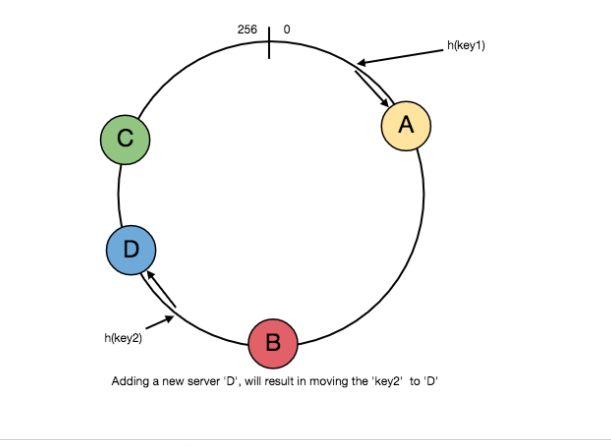 256 0
h(key1)
A
C
D
h(key2)
B
Adding a new server 'D', will result in moving the 'key2' to 'D'